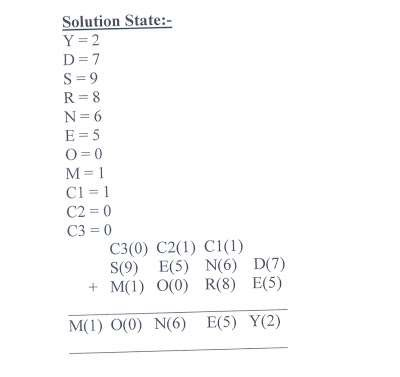 Solution State:-
Y = 2
D = 7
S = 9
R = 8
N = 6
E = 5
O = 0
M = 1
C1 = 1
C2 = 0
C3 = 0
C3(0) C2(1) C1(1)
S(9) E(5) N(6) D(7)
+ M(1) O(0) R(8) E(5)
M(1) O(0) N(6) E(5) Y(2)